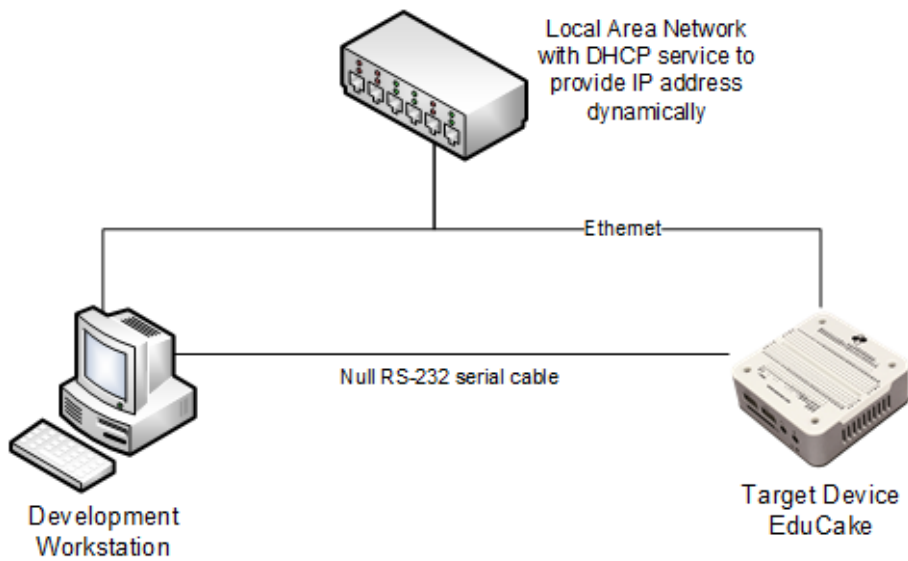 Local Area Network
with DHCP service to
provide IP address
dynamically
Ethernet
Null RS-232 serial cable
Development
Workstation
Target Device
EduCake